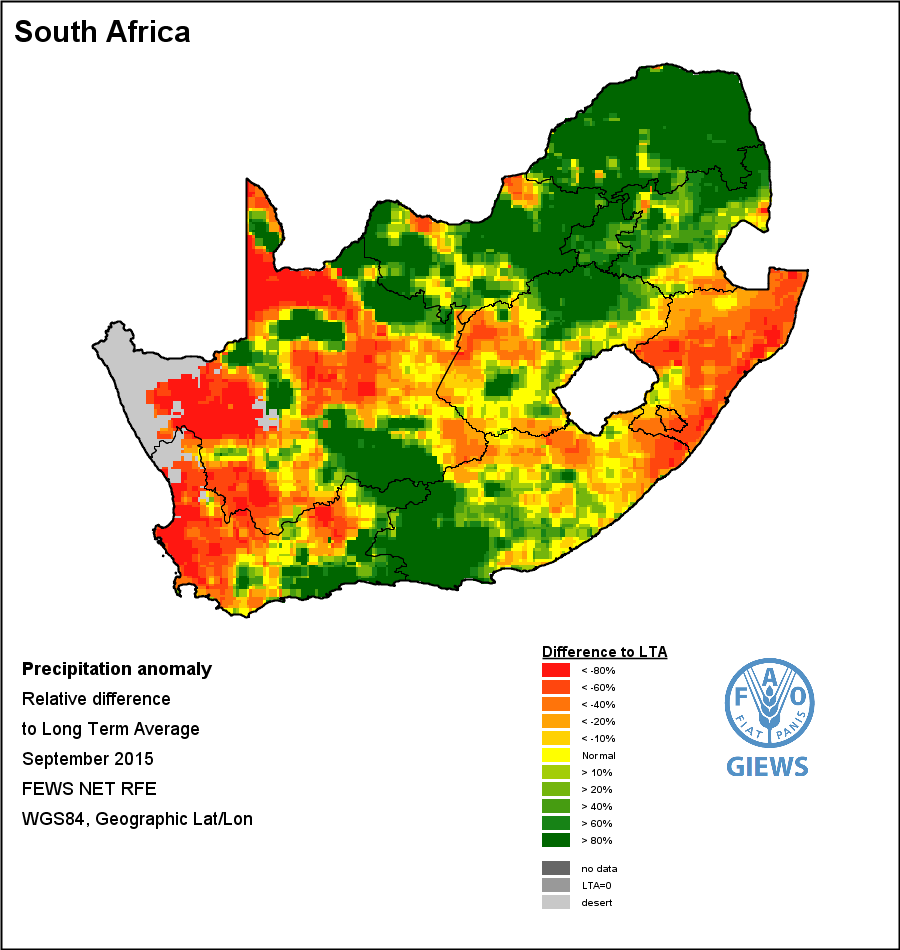 South Africa
Precipitation anomaly
Relative difference
to Long Term Average
September 2015
FEWS NET RFE
WGS84, Geographic Lat/Lon
Difference to LTA
< -80%
< -60%
< -40%
< -20%
< -10%
Normal
> 10%
> 20%
> 40%
> 60%
> 80%
no data
LTA=0
desert
F A O
FIAT PANIS
GIEWS